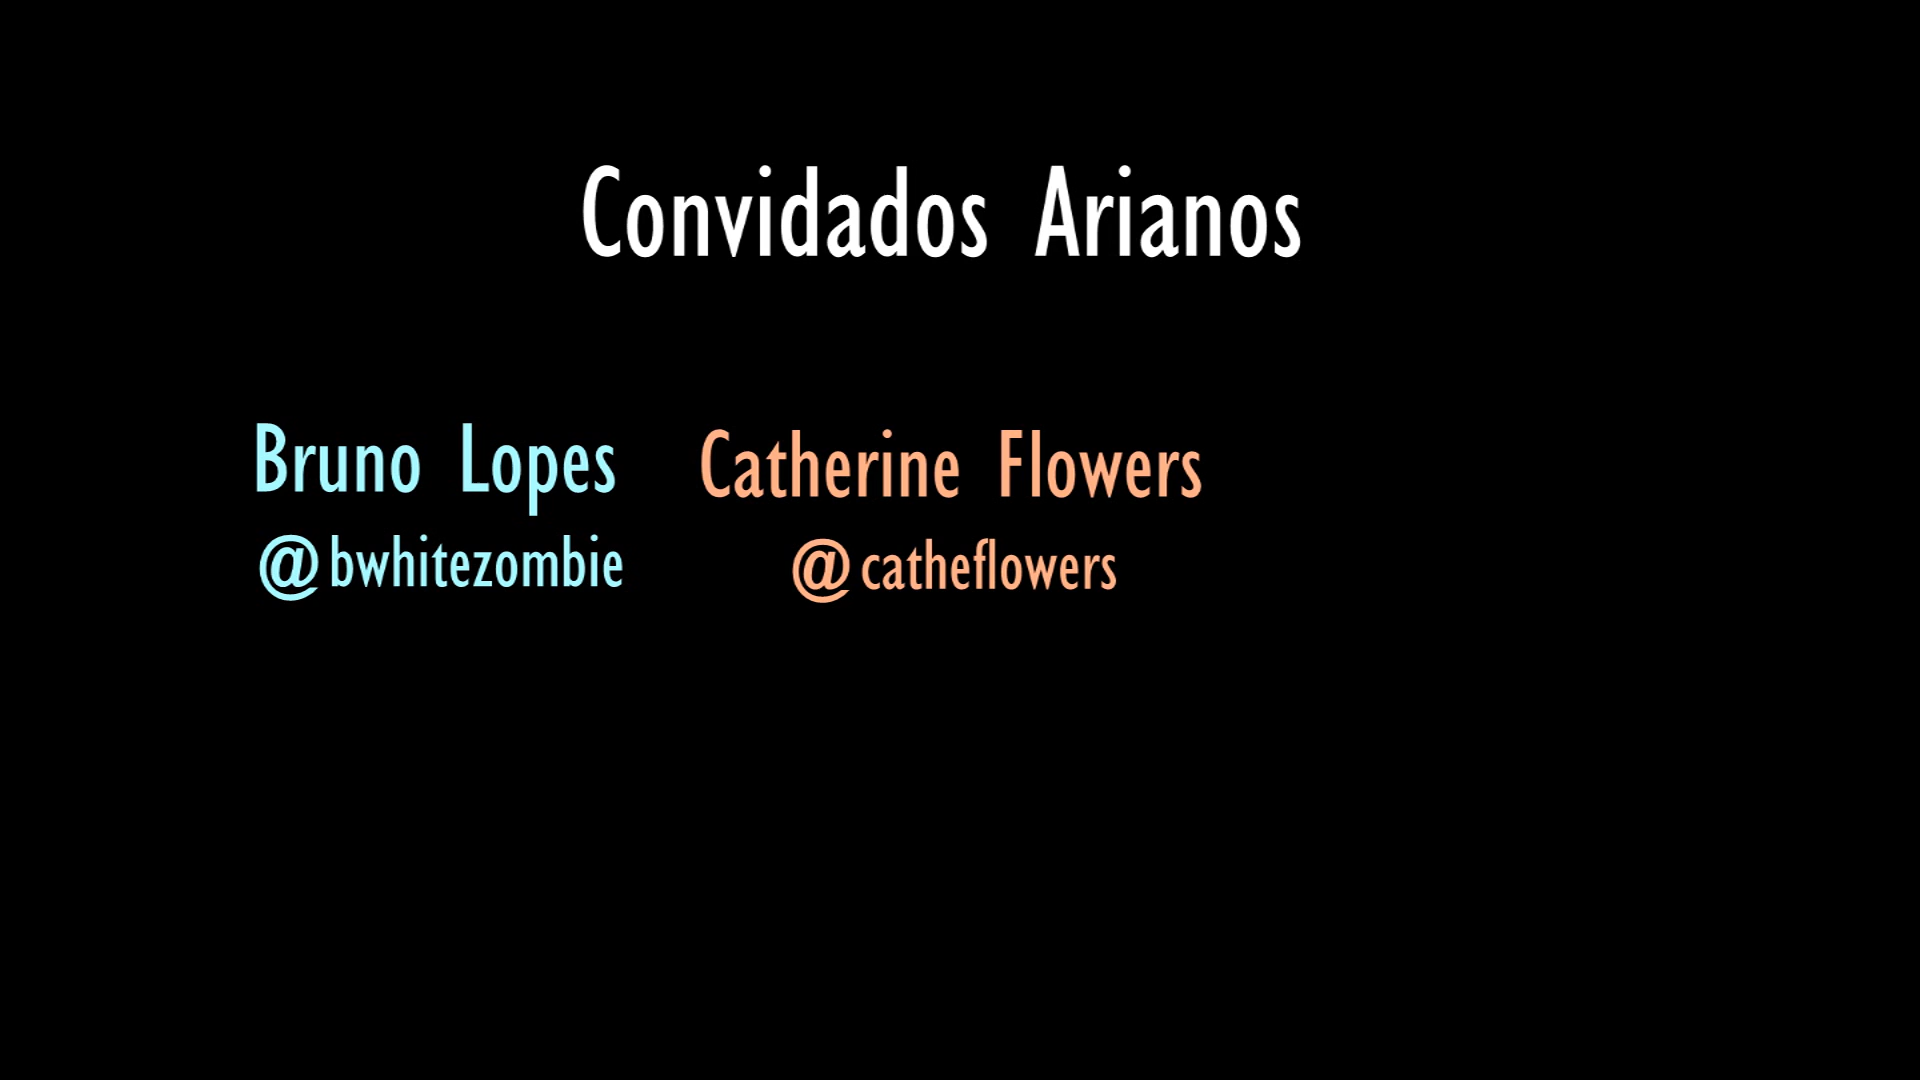 Convidados Arianos
Bruno Lopes
@bwhitezombie
Catherine Flowers
@catheflowers